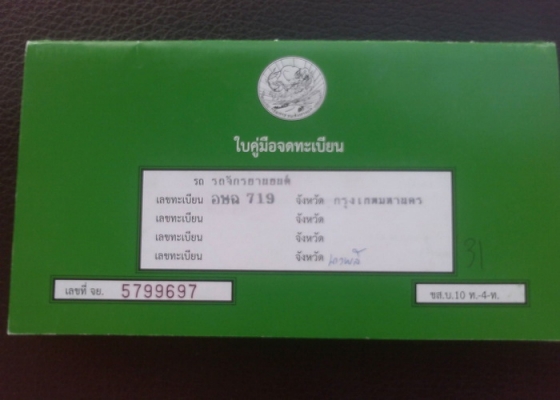 ใบคู่มือจดทะเบียน
รถ รถจักรยานยนต์
เลขทะเบียน อษฉ 719 จังหวัด กรุงเทพมหานคร
เลขทะเบียน จังหวัด
เลขทะเบียน จังหวัด
เลขทะเบียน จังหวัด
31
เลขที่ จย. 5799697 ขส.บ.10 ท.-4-ท.